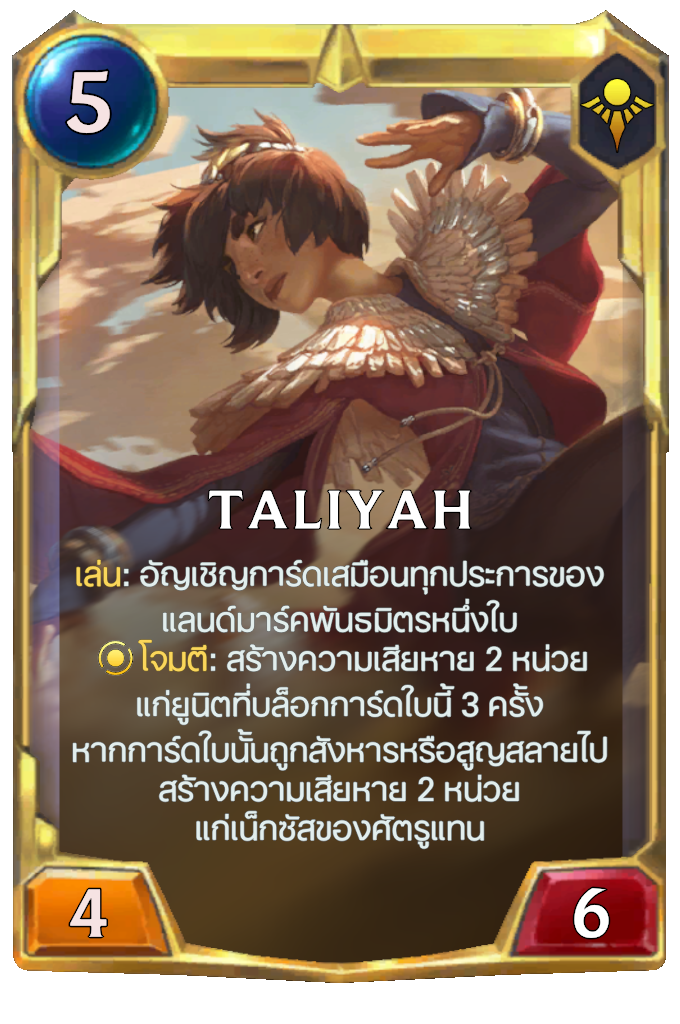 5
TALIYAH
เล่น: อัญเชิญการ์ดเสมือนทุกประการของ
แลนด์มาร์คพันธมิตรหนึ่งใบ
โจมตี: สร้างความเสียหาย 2 หน่วย
แก่ยูนิตที่บล็อกการ์ดใบนี้ 3 ครั้ง
หากการ์ดใบนั้นถูกสังหารหรือสูญสลายไป
สร้างความเสียหาย 2 หน่วย
แก่เน็กซัสของศัตรูแทน
4
6